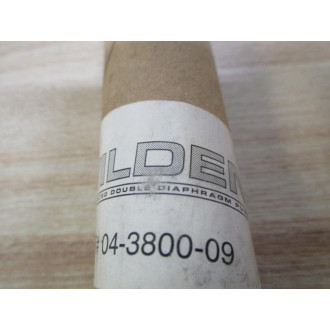 ILDEN
DOUBLE DIAPHRAGM
# 04-3800-09